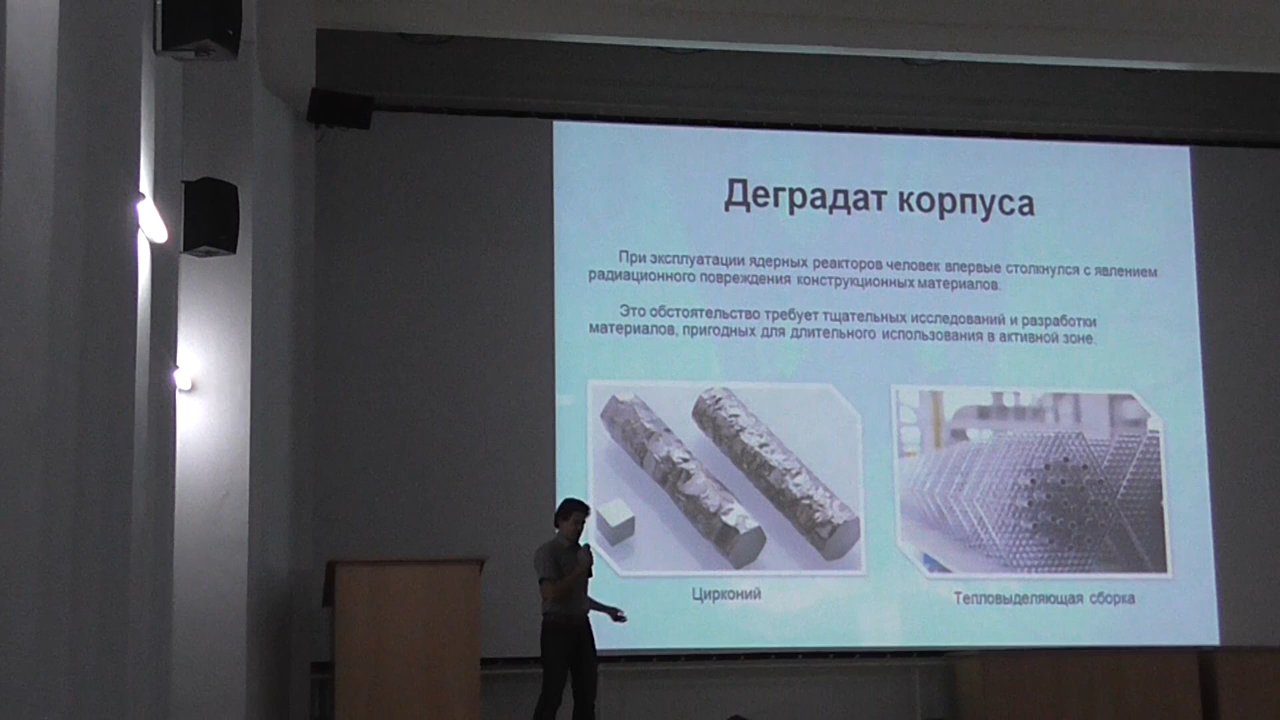 Деградат корпуса
При эксплуатации ядерных реакторов человек впервые столкнулся с явлением
радиационного повреждения конструкционных материалов.
Это обстоятельство требует тщательных исследований и разработки
материалов, пригодных для длительного использования в активной зоне.
Цирконий
Тепловыделяющая сборка